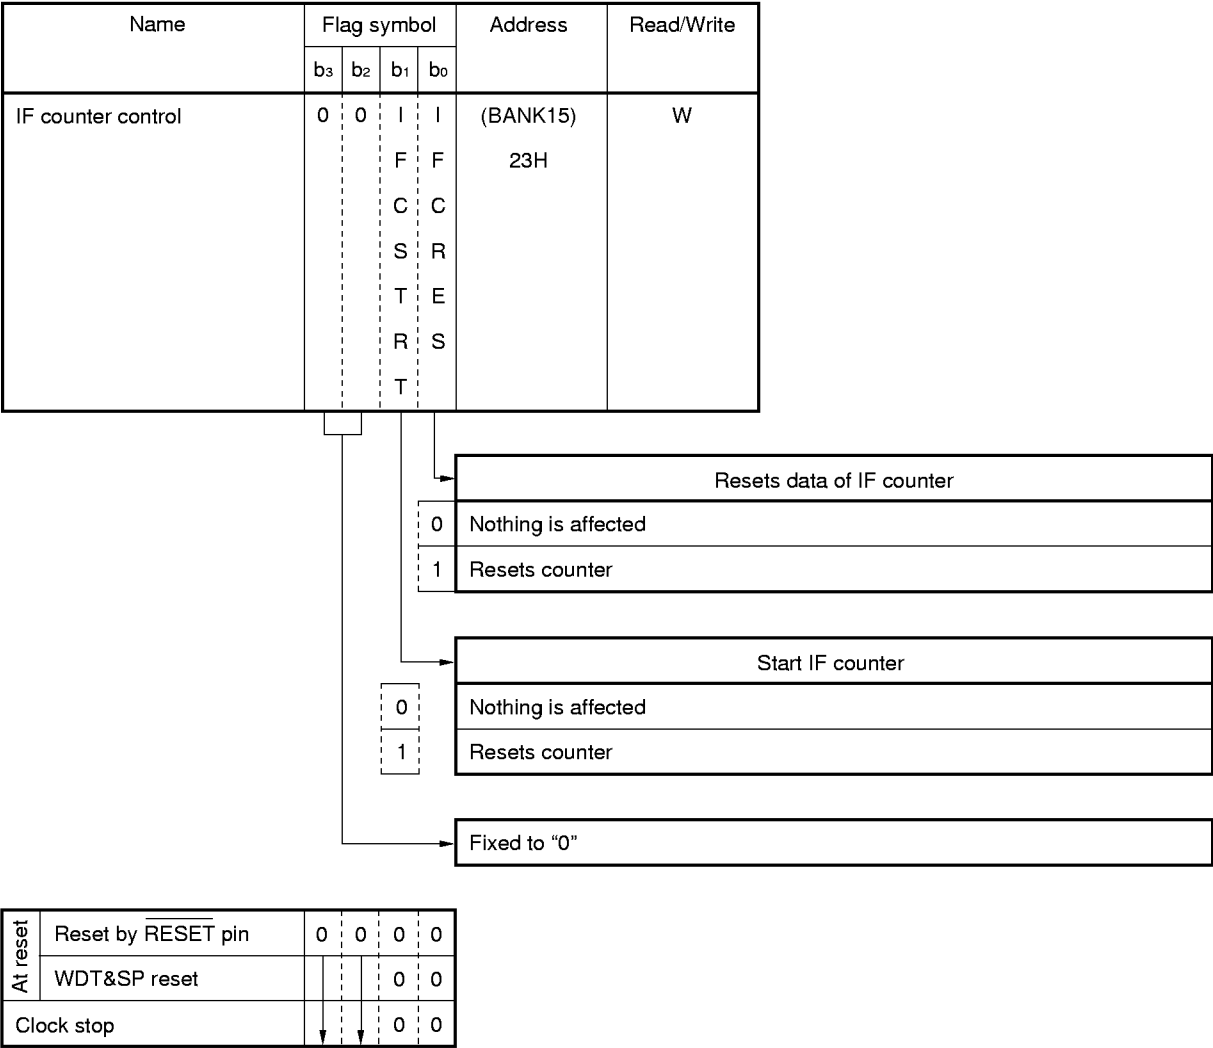 Name Flag symbol Address Read/Write
b3 b2 b1 b0
IF counter control 0 0 I I (BANK15) W
F F 23H
C C
S R
T E
R S
T
Resets data of IF counter
0 Nothing is affected
1 Resets counter
Start IF counter
0 Nothing is affected
1 Resets counter
Fixed to “0”
At reset
Reset by RESET pin 0 0 0 0
WDT&SP reset 0 0
Clock stop 0 0